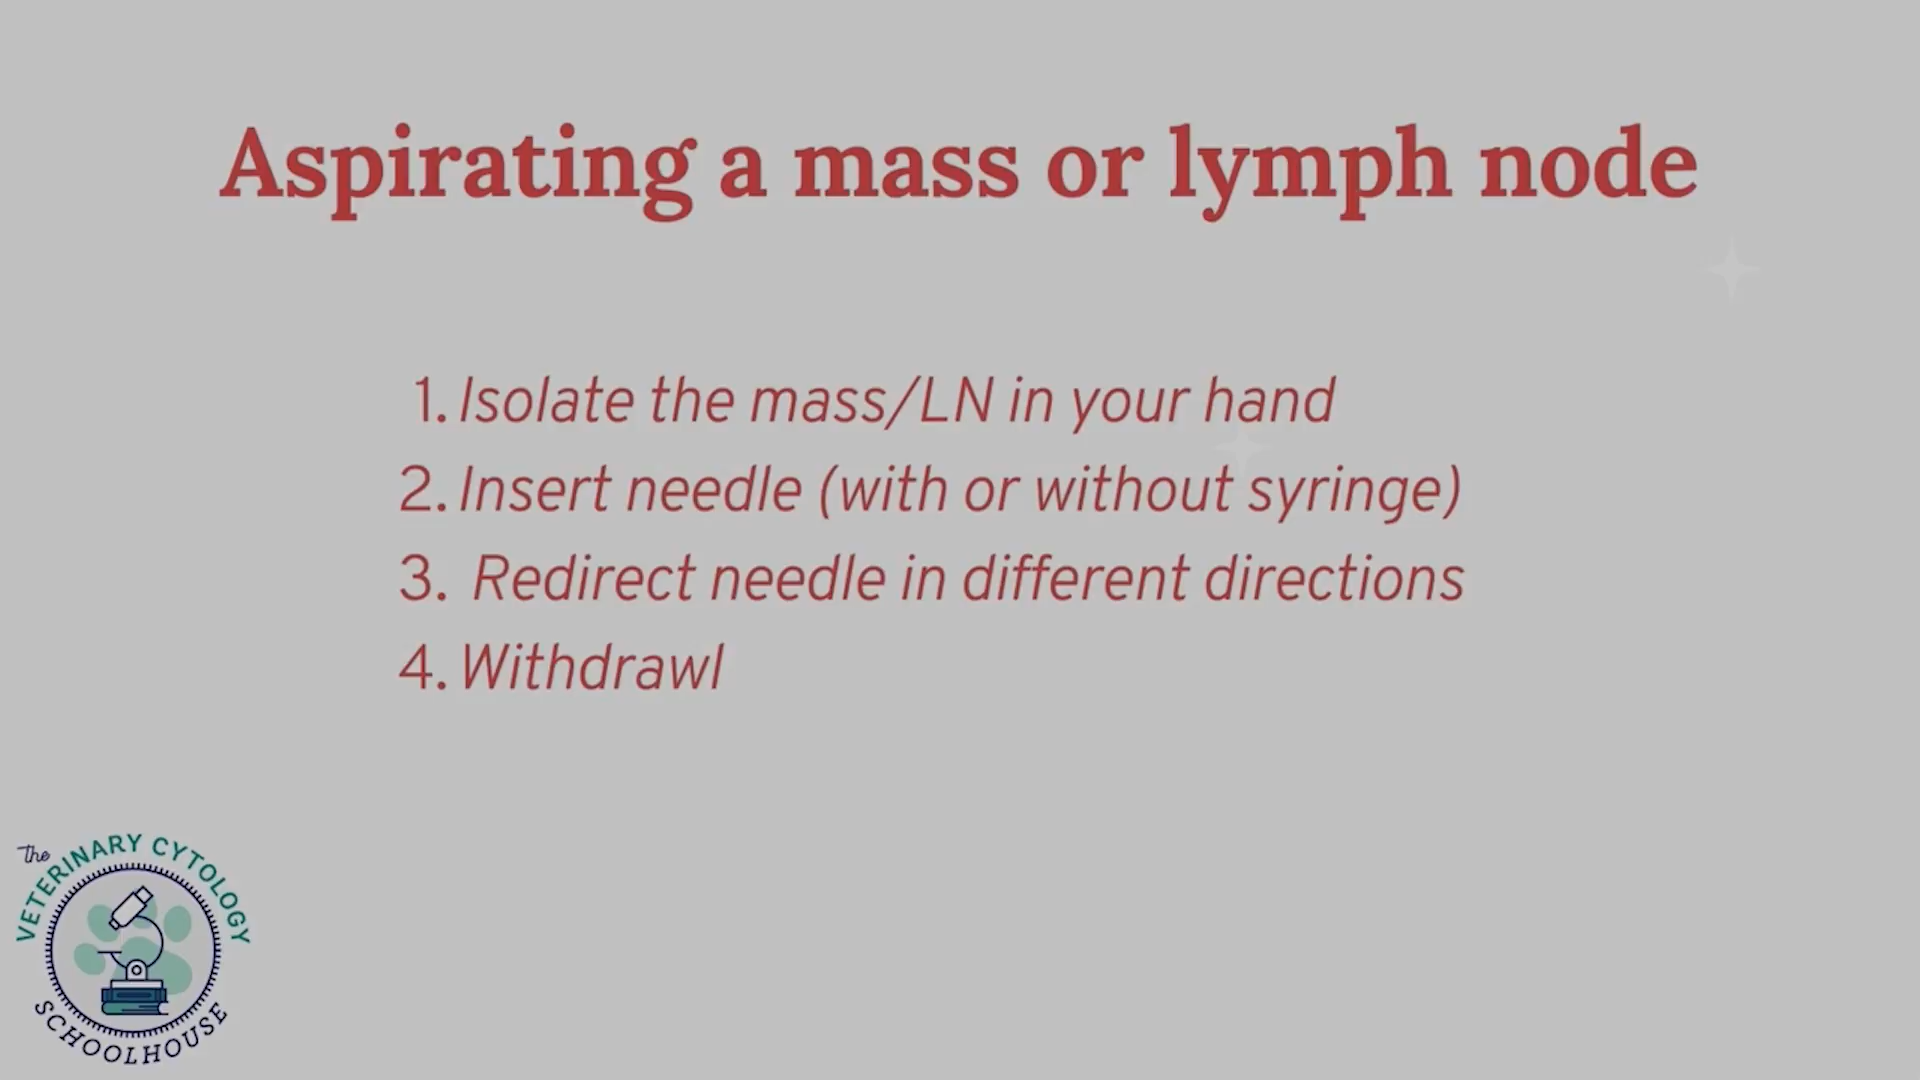 Aspirating a mass or lymph node
1. Isolate the mass/LN in your hand
2. Insert needle (with or without syringe)
3. Redirect needle in different directions
4. Withdrawl
The
VETERINARY CYTOLOGY
SCHOOLHOUSE